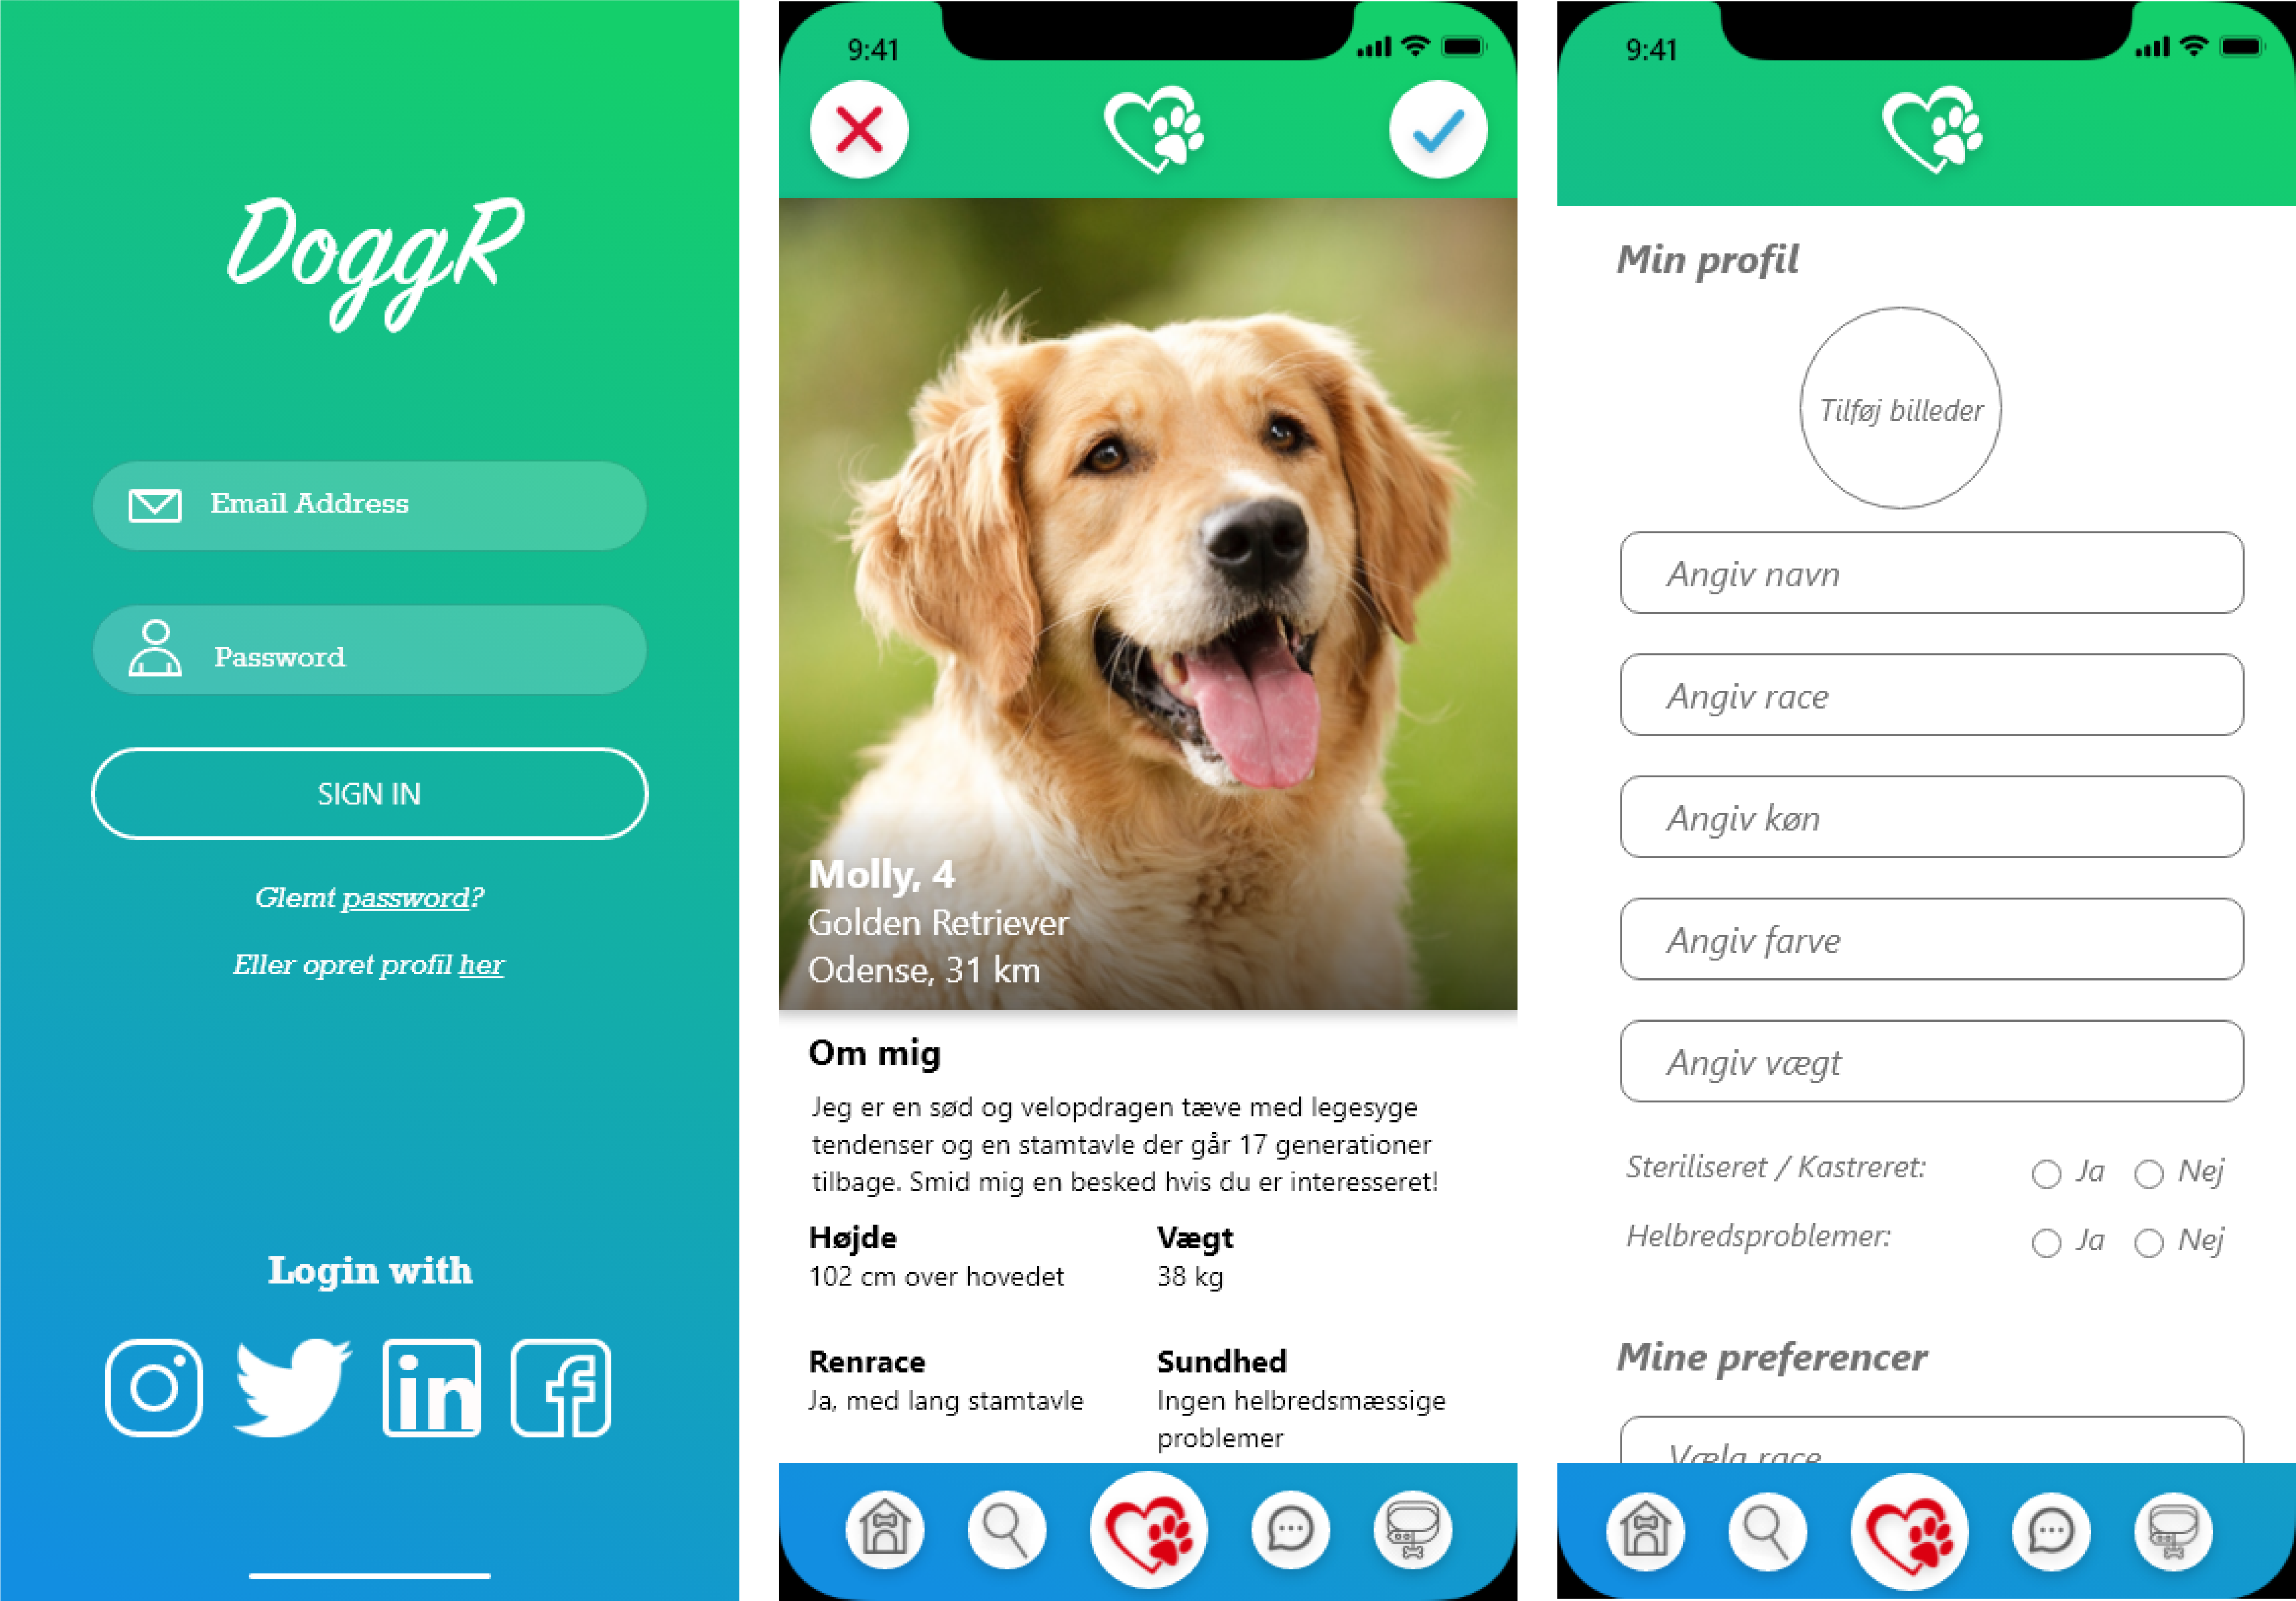 DoggR
Email Address
Password
SIGN IN
Glemt password?
Eller opret profil her
Login with
in
f
9:41
Molly, 4
Golden Retriever
Odense, 31 km
Om mig
Jeg er en sød og velopdragen tæve med legesyge
tendenser og en stamtavle der går 17 generationer
tilbage. Smid mig en besked hvis du er interesseret!
Højde
102 cm over hovedet
Vægt
38 kg
Renrace
Ja, med lang stamtavle
Sundhed
Ingen helbredsmæssige
problemer
9:41
Min profil
Tilføj billeder
Angiv navn
Angiv race
Angiv køn
Angiv farve
Angiv vægt
Steriliseret / Kastreret: Ja Nej
Helbredsproblemer: Ja Nej
Mine preferencer
Vælg race